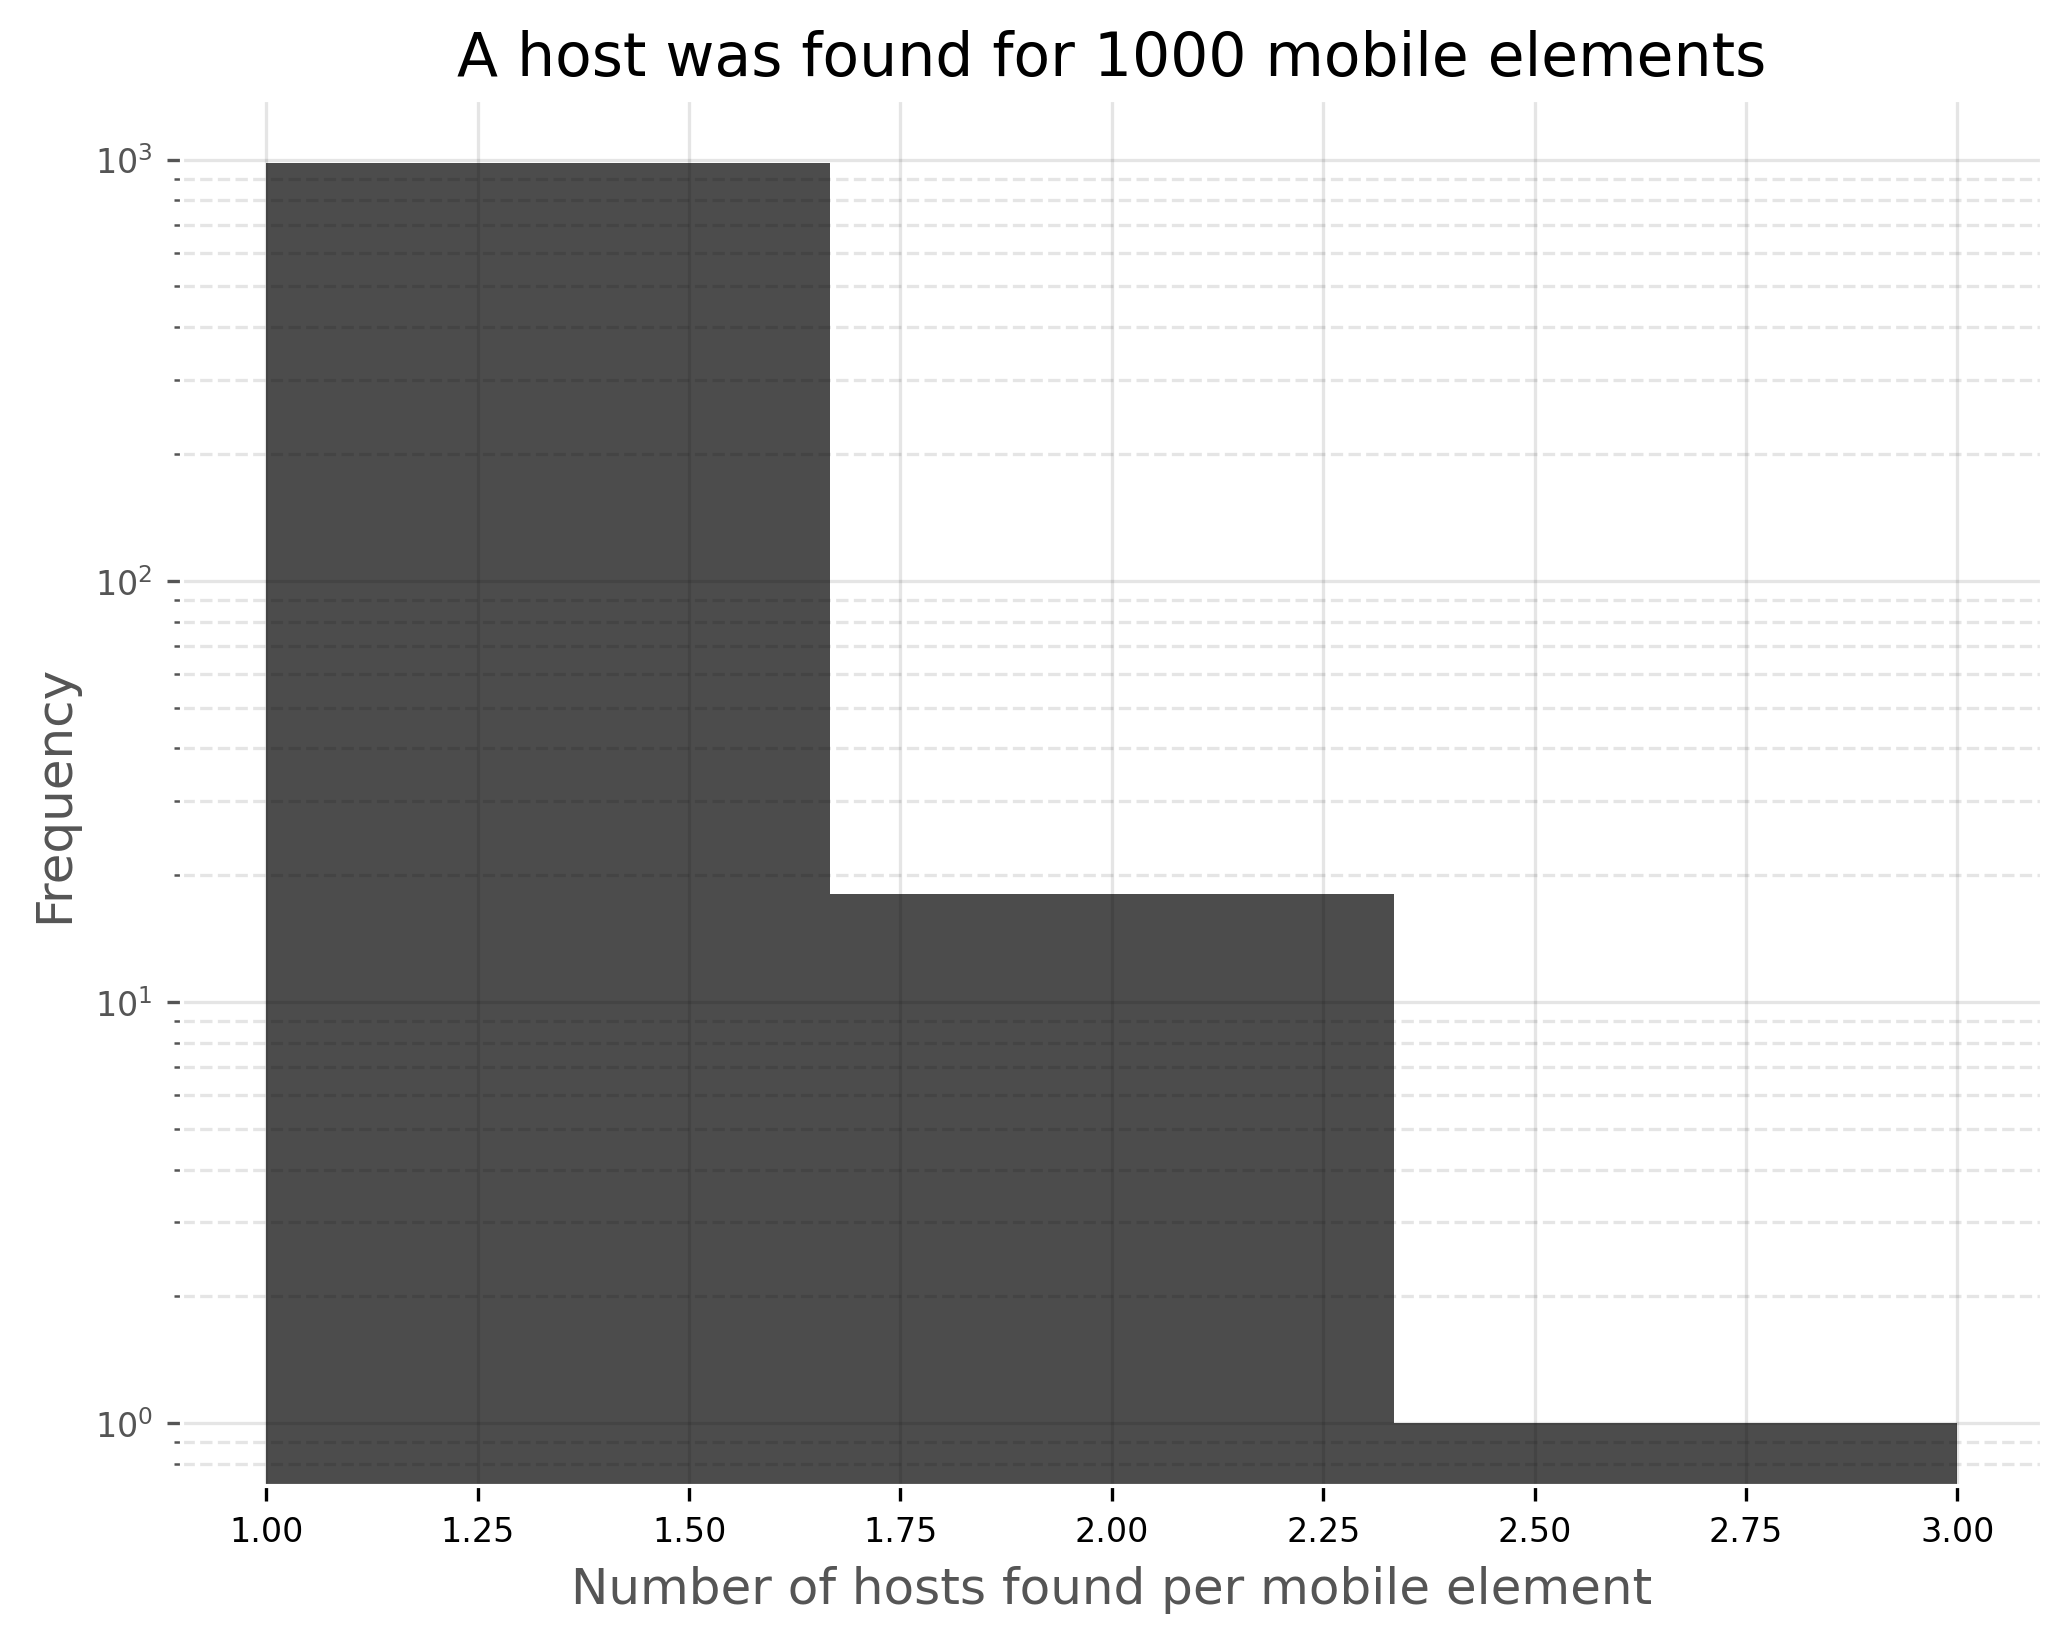 A host was found for 1000 mobile elements
10³
10²
10¹
10⁰
Frequency
1.00 1.25 1.50 1.75 2.00 2.25 2.50 2.75 3.00
Number of hosts found per mobile element